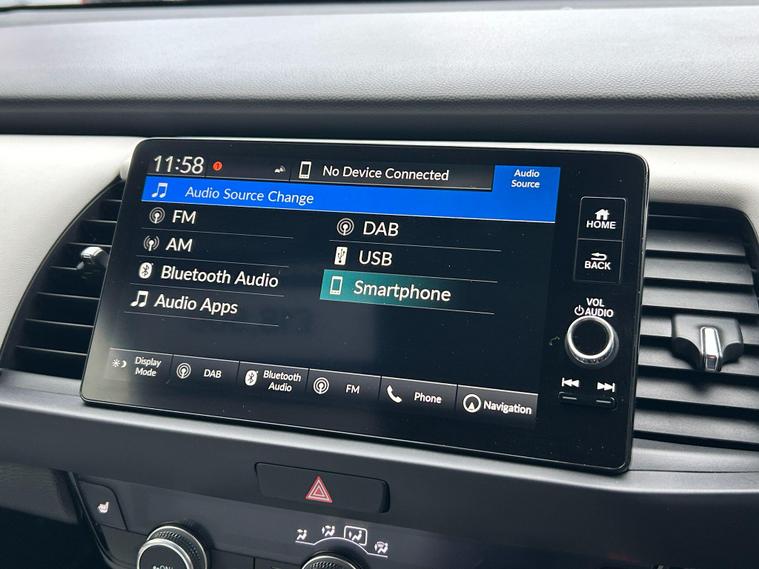 11:58
No Device Connected
Audio
Source
Audio Source Change
FM
DAB
AM
USB
Bluetooth Audio
Smartphone
Audio Apps
HOME
BACK
VOL
AUDIO
Display
Mode
DAB
Bluetooth
Audio
FM
Phone
Navigation